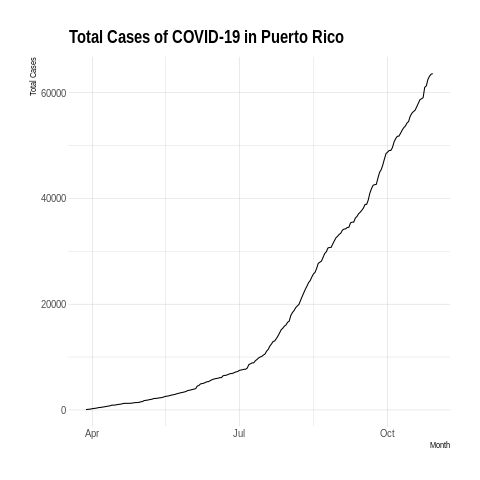 Total Cases of COVID-19 in Puerto Rico
Total Cases
60000
40000
20000
0
Apr
Jul
Oct
Month